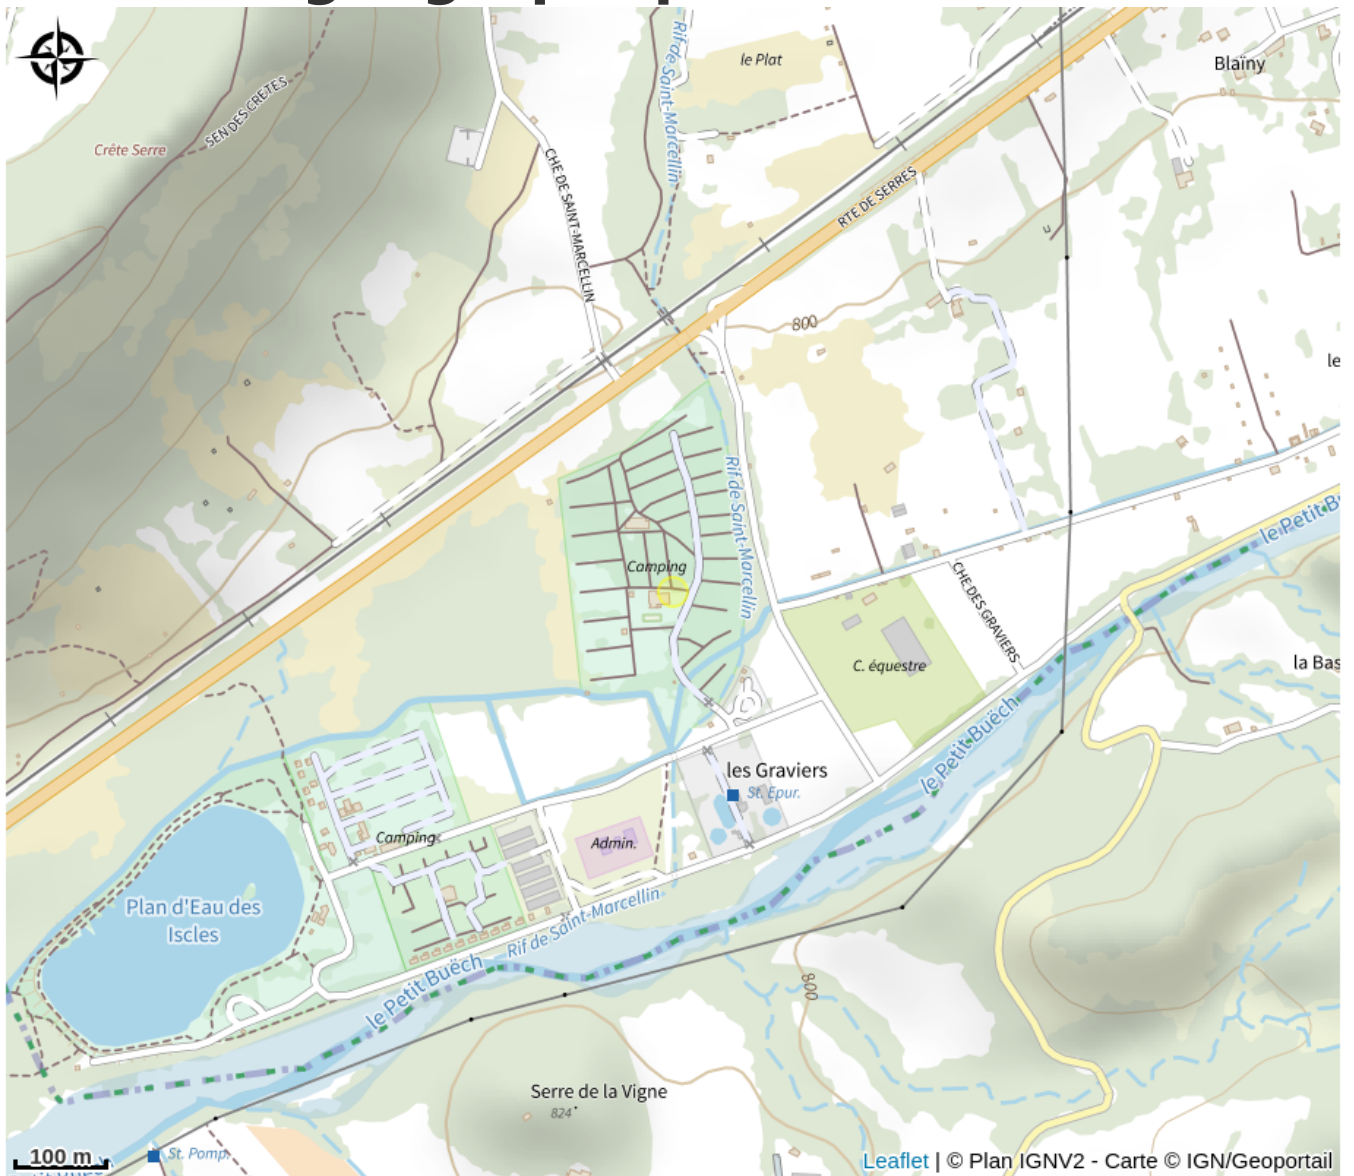 Rif de Saint-Marcellin
le Plat
Blaïny
SEN DES CRETES
Crête Serre
CHE DE SAINT-MARCELLIN
RTE DE SERRES
800
le
Rif de Saint-Marcellin
le Petit Bu
Camping
CHE DES GRAVIERS
C. équestre
la Bas
le Petit Buëch
les Graviers
St. Epur.
Camping
Admin.
Plan d'Eau des
Iscles
Rif de Saint-Marcellin
le Petit Buëch
800
Serre de la Vigne
824
100 m
St. Pomp.
Leaflet | © Plan IGNV2 - Carte © IGN/Geoportail